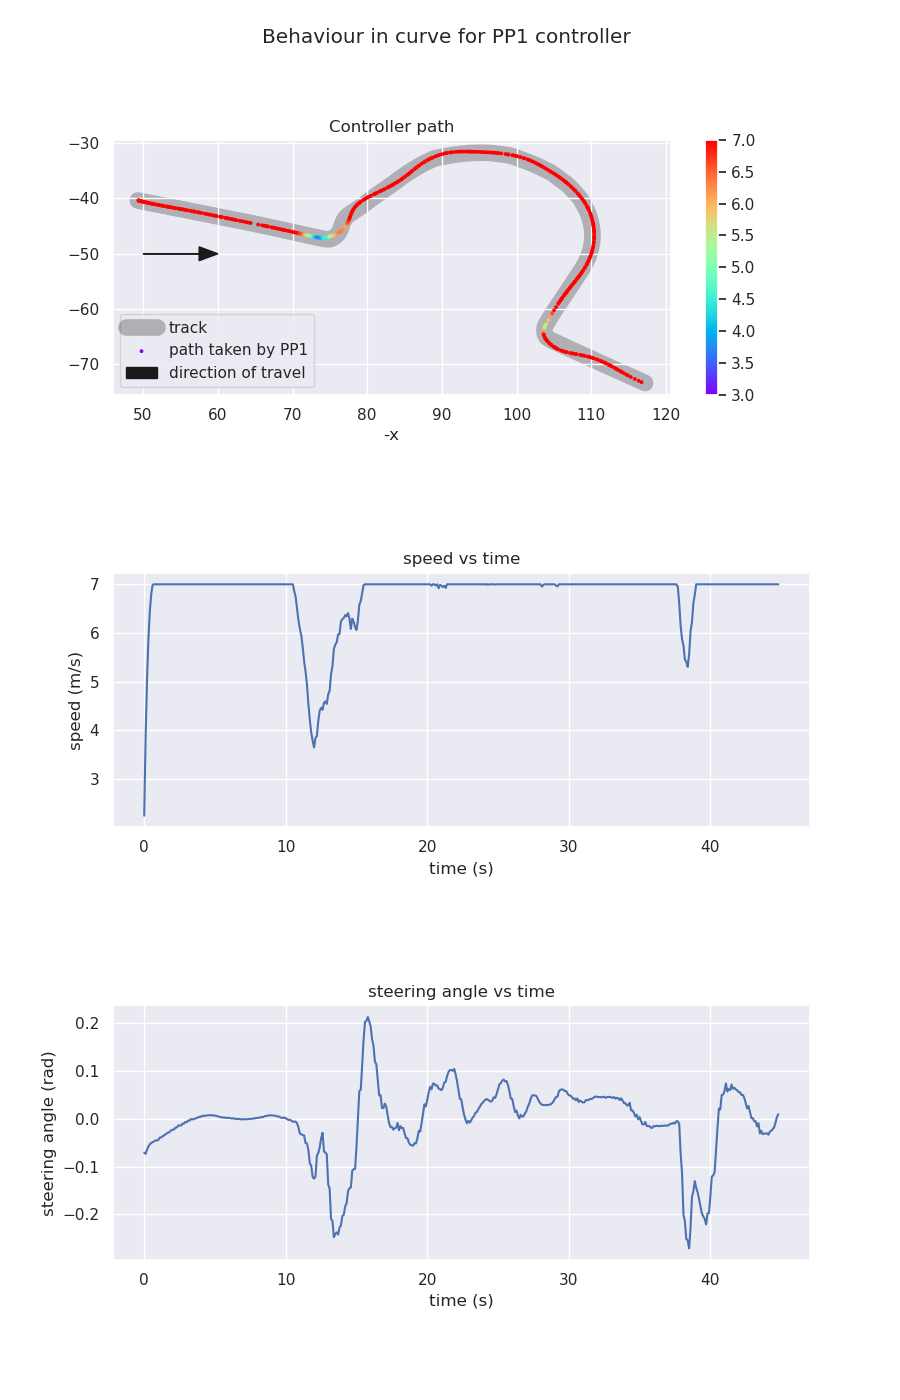 Behaviour in curve for PP1 controller
Controller path
−30
−40
−50
−60
−70
track
path taken by PP1
direction of travel
50 60 70 80 90 100 110 120
-x
7.0
6.5
6.0
5.5
5.0
4.5
4.0
3.5
3.0
speed vs time
speed (m/s)
7
6
5
4
3
0 10 20 30 40
time (s)
steering angle vs time
steering angle (rad)
0.2
0.1
0.0
−0.1
−0.2
0 10 20 30 40
time (s)